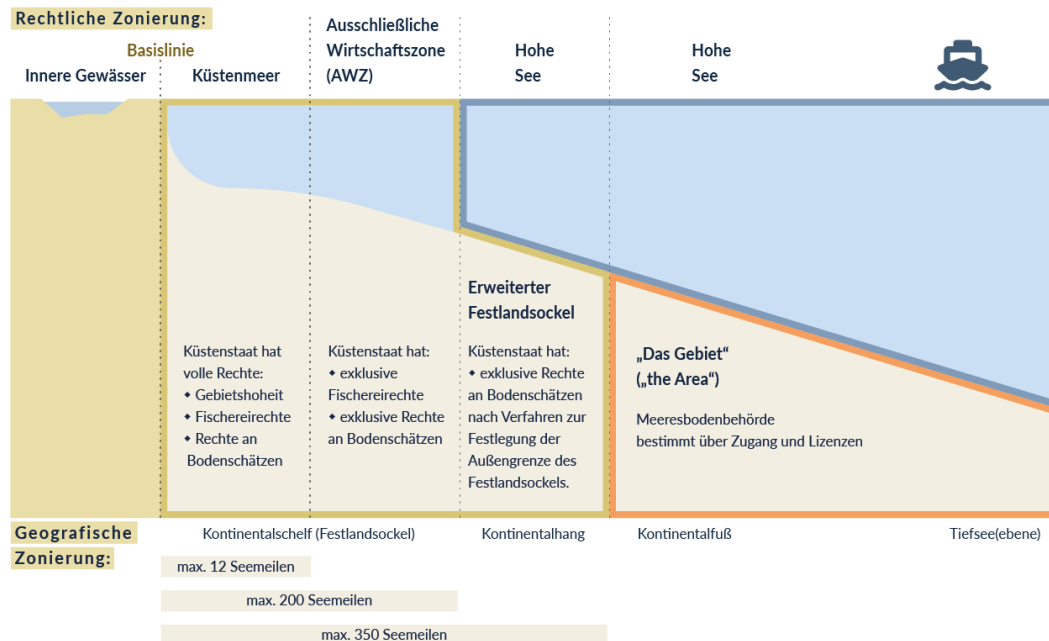 Rechtliche Zonierung:
Basislinie
Innere Gewässer
Küstenmeer
Ausschließliche
Wirtschaftszone
(AWZ)
Hohe
See
Hohe
See
Küstenstaat hat
volle Rechte:
◆ Gebietshoheit
◆ Fischereirechte
◆ Rechte an
Bodenschätzen
Küstenstaat hat:
◆ exklusive
Fischereirechte
◆ exklusive Rechte
an Bodenschätzen
Erweiterter
Festlandsockel
Küstenstaat hat:
◆ exklusive Rechte
an Bodenschätzen
nach Verfahren zur
Festlegung der
Außengrenze des
Festlandsockels.
„Das Gebiet“
(„the Area“)
Meeresbodenbehörde
bestimmt über Zugang und Lizenzen
Geografische
Zonierung:
Kontinentalschelf (Festlandsockel)
Kontinentalhang
Kontinentalfuß
Tiefsee(ebene)
max. 12 Seemeilen
max. 200 Seemeilen
max. 350 Seemeilen